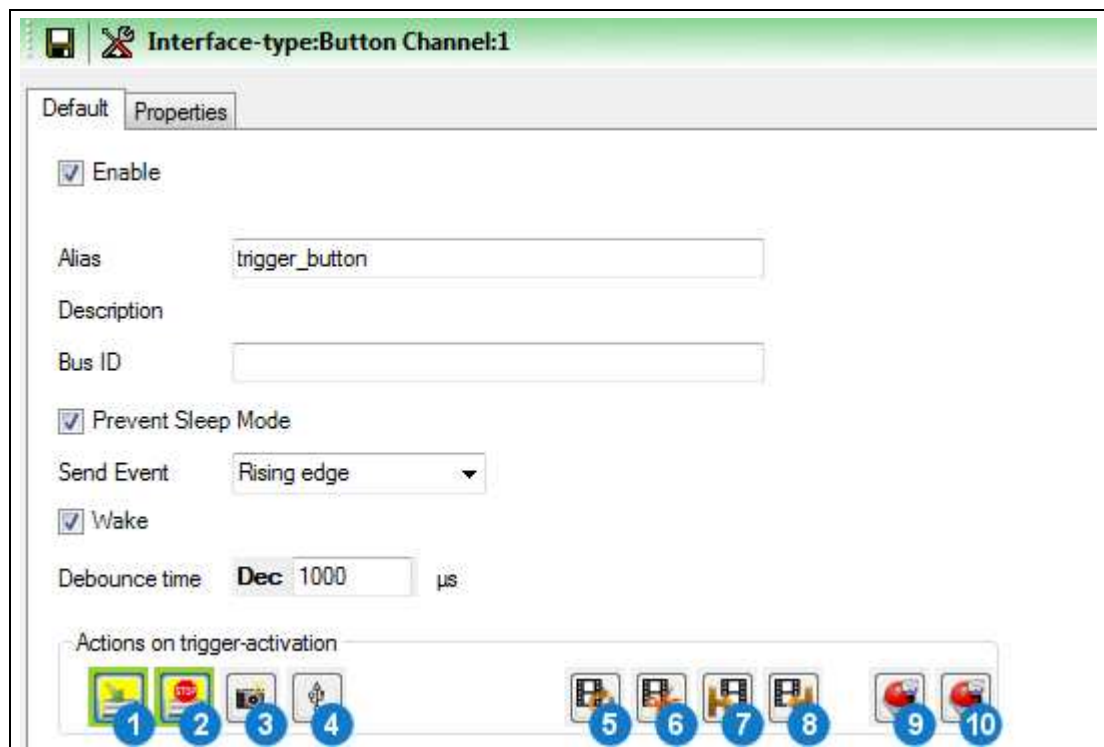 Interface-type:Button Channel:1
Default Properties
Enable
Alias trigger_button
Description
Bus ID
Prevent Sleep Mode
Send Event Rising edge
Wake
Debounce time Dec 1000 µs
Actions on trigger-activation
STOP
1 2 3 4 5 6 7 8 9 10